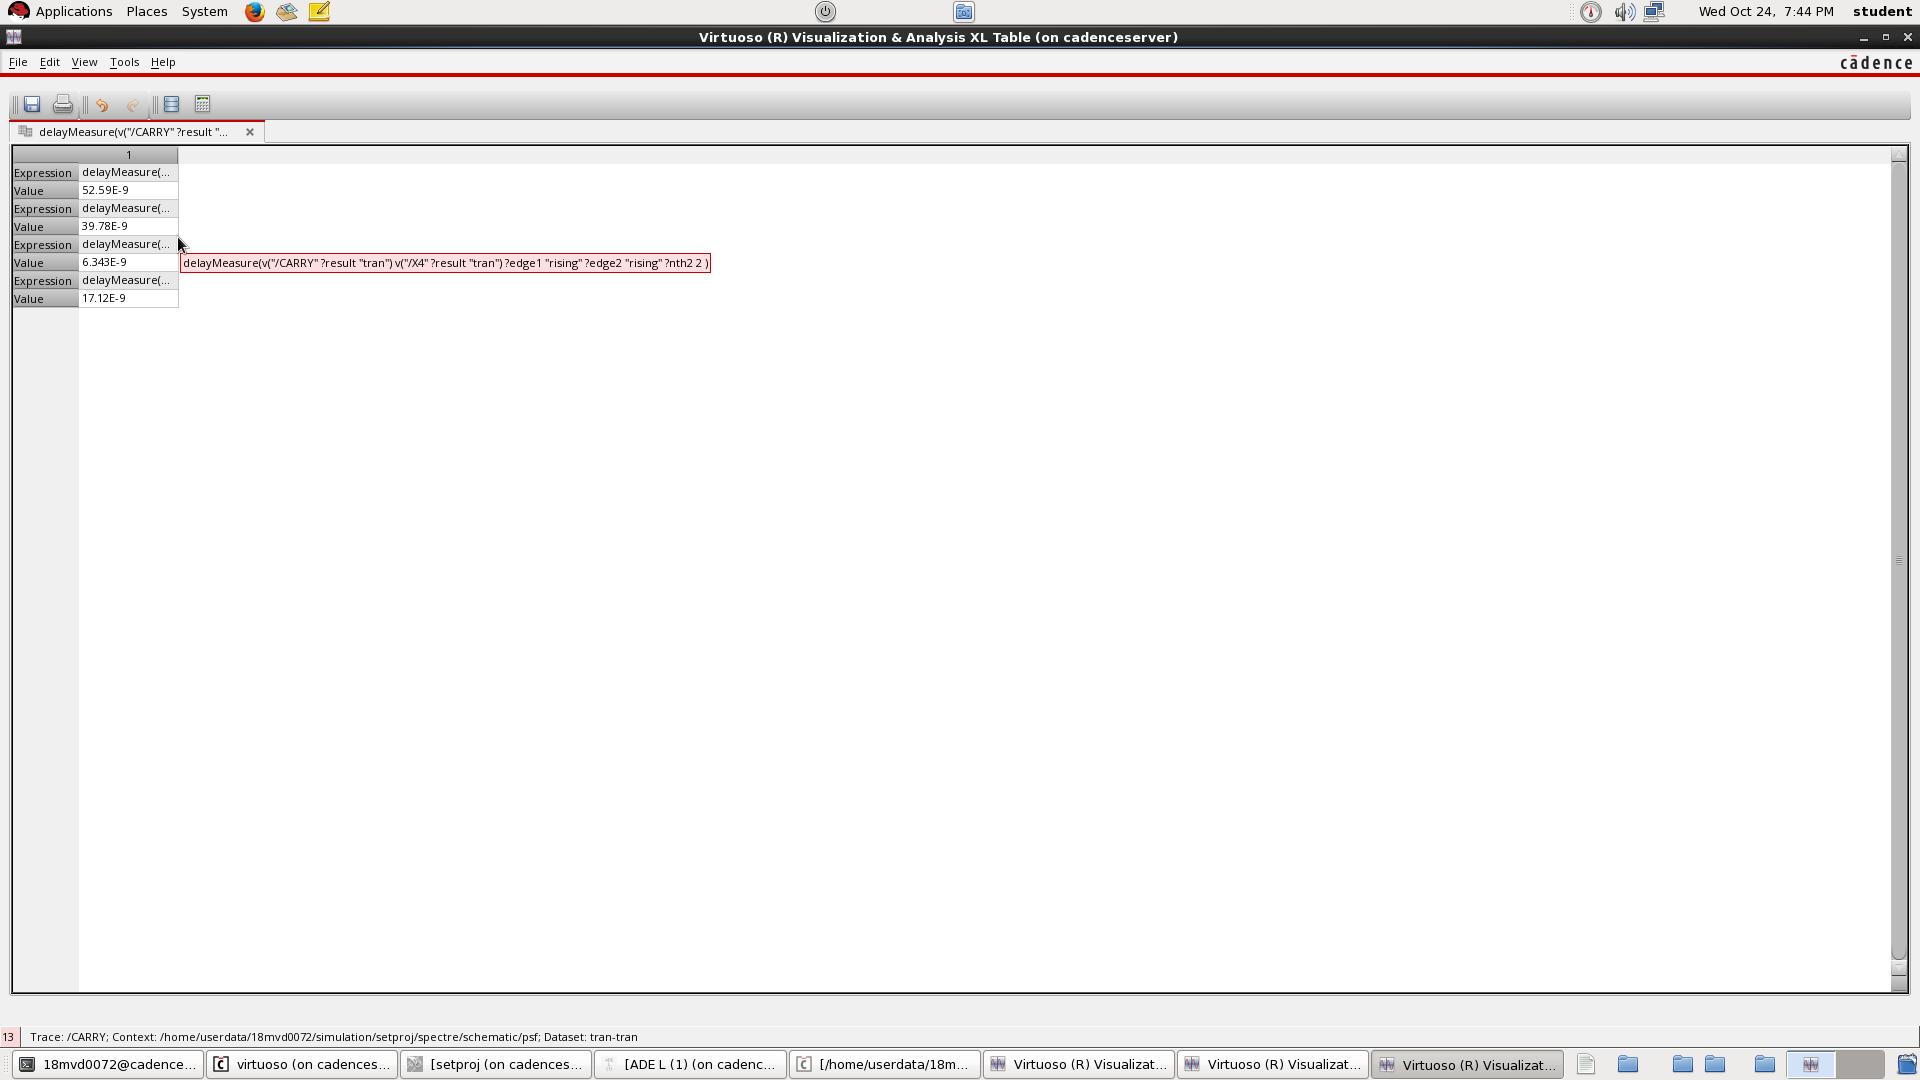 Applications Places System
Wed Oct 24, 7:44 PM student
Virtuoso (R) Visualization & Analysis XL Table (on cadenceserver)
File Edit View Tools Help
cādence
delayMeasure(v("/CARRY" ?result "...
1
Expression delayMeasure(...
Value 52.59E-9
Expression delayMeasure(...
Value 39.78E-9
Expression delayMeasure(...
Value 6.343E-9
delayMeasure(v("/CARRY" ?result "tran") v("/X4" ?result "tran") ?edge1 "rising" ?edge2 "rising" ?nth2 2 )
Expression delayMeasure(...
Value 17.12E-9
13 Trace: /CARRY; Context: /home/userdata/18mvd0072/simulation/setproj/spectre/schematic/psf; Dataset: tran-tran
18mvd0072@cadence... virtuoso (on cadences... [setproj (on cadences... [ADE L (1) (on cadenc... [/home/userdata/18m... Virtuoso (R) Visualizat... Virtuoso (R) Visualizat... Virtuoso (R) Visualizat...